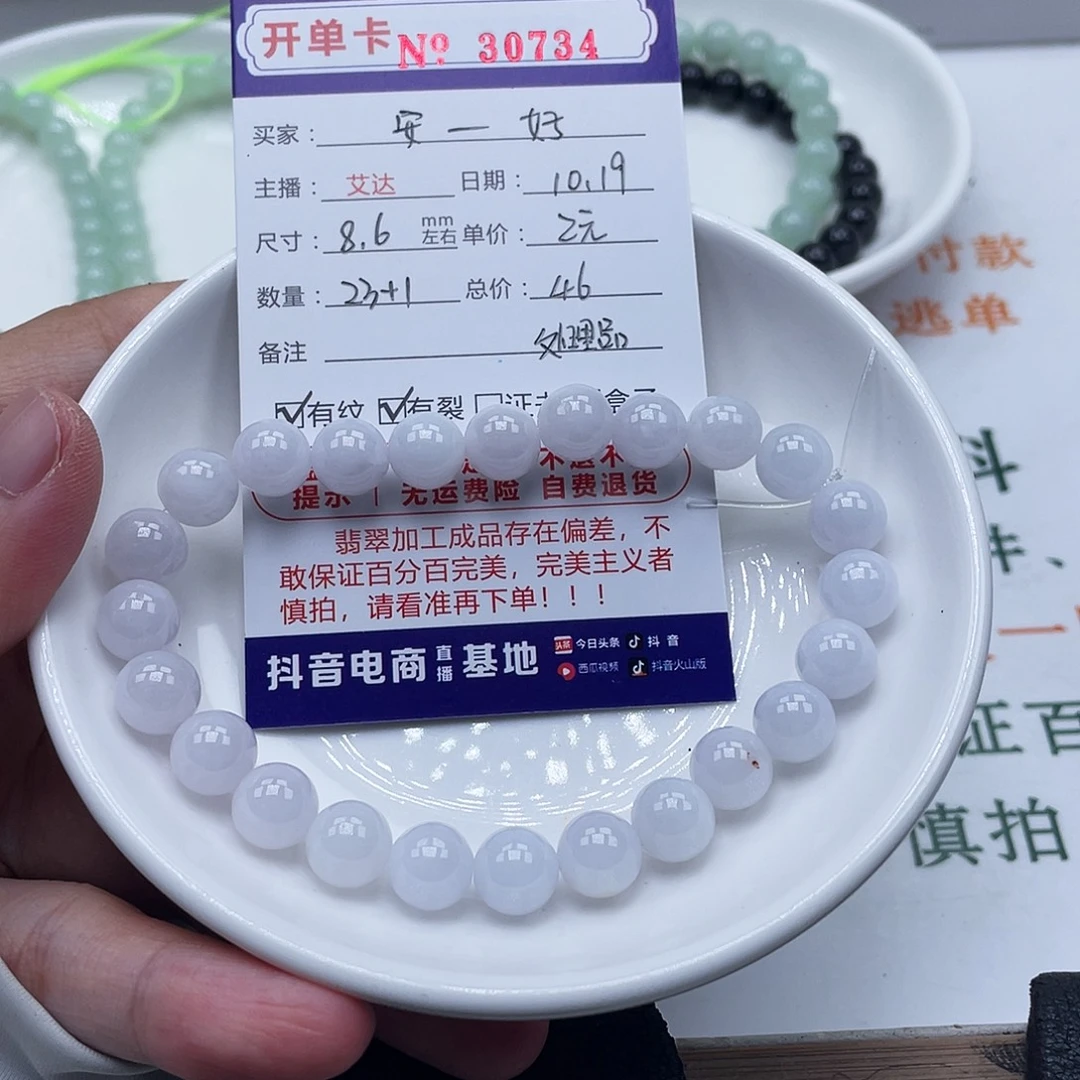 开单卡 Nº 30734
买家： 安一好
主播： 艾达 日期： 10.19
尺寸： 8.6 mm左右 单价： 2元
数量： 23+1 总价： 46
备注 处理品
有纹 有裂 证
提示 无运费险 自费退货
翡翠加工成品存在偏差，不
敢保证百分百完美，完美主义者
慎拍，请看准再下单！！！
抖音电商直播基地
头条 今日头条 抖音
西瓜视频 抖音火山版
付款
逃单
证百
慎拍